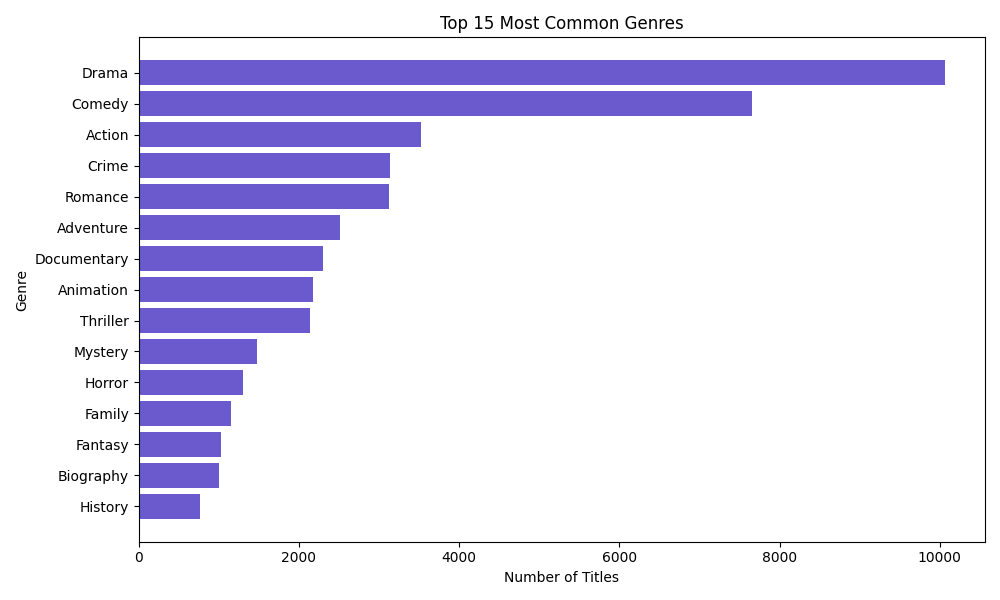 Top 15 Most Common Genres
Drama
Comedy
Action
Crime
Romance
Adventure
Documentary
Animation
Thriller
Mystery
Horror
Family
Fantasy
Biography
History
Genre
0 2000 4000 6000 8000 10000
Number of Titles